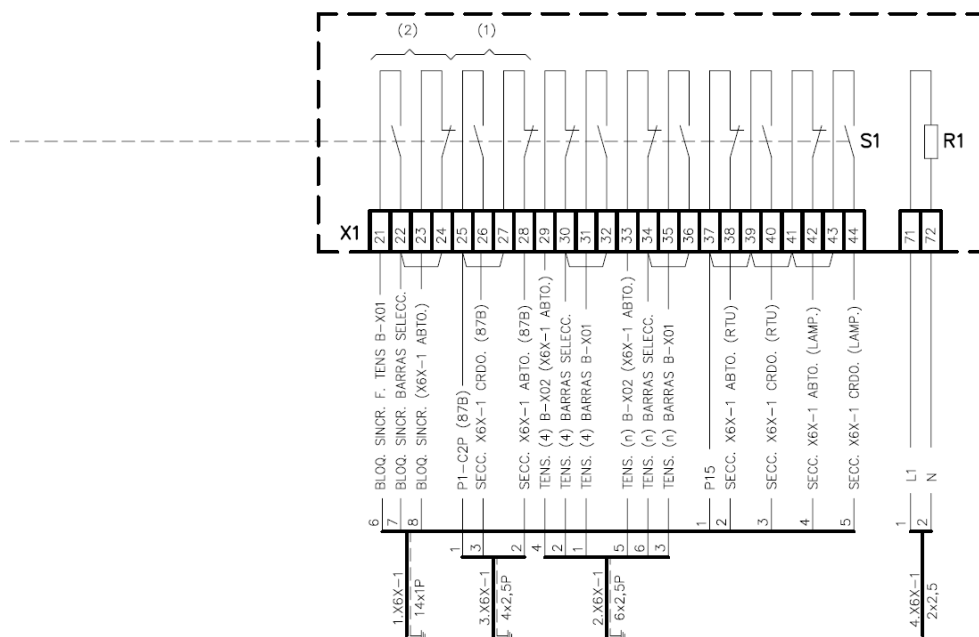 (2)
(1)
S1
R1
X1
21
22
23
24
25
26
27
28
29
30
31
32
33
34
35
36
37
38
39
40
41
42
43
44
71
72
BLOQ. SINCR. F. TENS B-X01
BLOQ. SINCR. BARRAS SELECC.
BLOQ. SINCR. (X6X-1 ABTO.)
P1-C2P (87B)
SECC. X6X-1 CRDO. (87B)
SECC. X6X-1 ABTO. (87B)
TENS. (4) B-X02 (X6X-1 ABTO.)
TENS. (4) BARRAS SELECC.
TENS. (4) BARRAS B-X01
TENS. (n) B-X02 (X6X-1 ABTO.)
TENS. (n) BARRAS SELECC.
TENS. (n) BARRAS B-X01
P15
SECC. X6X-1 ABTO. (RTU)
SECC. X6X-1 CRDO. (RTU)
SECC. X6X-1 ABTO. (LAMP.)
SECC. X6X-1 CRDO. (LAMP.)
L1
N
6
7
8
1
2
3
4
5
1
2
1
3
2
4
2
1
5
6
3
1.X6X-1
14x1P
3.X6X-1
4x2,5P
2.X6X-1
6x2,5P
4.X6X-1
2x2,5